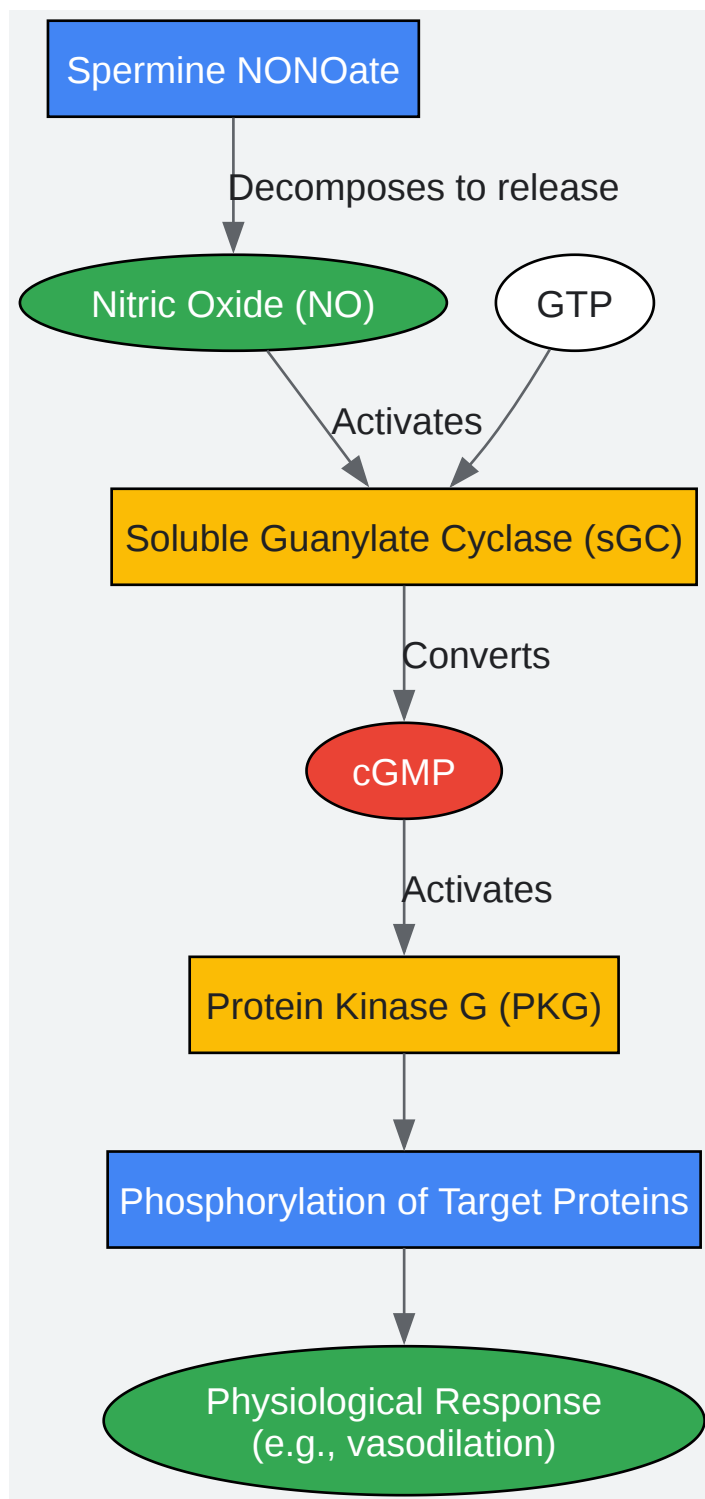 Spermine NONOate
Decomposes to release
Nitric Oxide (NO)
GTP
Activates
Soluble Guanylate Cyclase (sGC)
Converts
cGMP
Activates
Protein Kinase G (PKG)
Phosphorylation of Target Proteins
Physiological Response
(e.g., vasodilation)